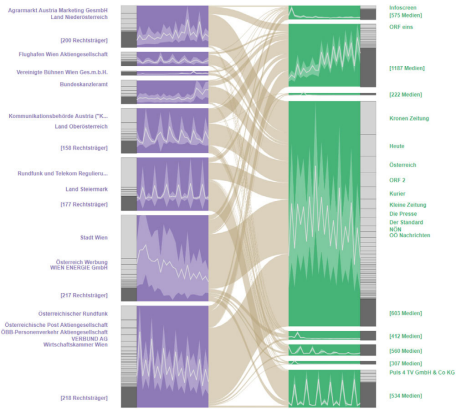 Agrarmarkt Austria Marketing GesmbH
Land Niederösterreich
[200 Rechtsträger]
Flughafen Wien Aktiengesellschaft
Vereinigte Bühnen Wien Ges.m.b.H.
Bundeskanzleramt
Kommunikationsbehörde Austria ("K...
Land Oberösterreich
[158 Rechtsträger]
Rundfunk und Telekom Regulieru...
Land Steiermark
[177 Rechtsträger]
Stadt Wien
Österreich Werbung
WIEN ENERGIE GmbH
[217 Rechtsträger]
Österreichischer Rundfunk
Österreichische Post Aktiengesellschaft
ÖBB Personenverkehr Aktiengesellschaft
VERBUND AG
Wirtschaftskammer Wien
[218 Rechtsträger]
Infoscreen
[575 Medien]
ORF eins
[1187 Medien]
[222 Medien]
Kronen Zeitung
Heute
Österreich
ORF 2
Kurier
Kleine Zeitung
Die Presse
Der Standard
NÖN
OÖ Nachrichten
[603 Medien]
[412 Medien]
[560 Medien]
[307 Medien]
Puls 4 TV GmbH & Co KG
[534 Medien]